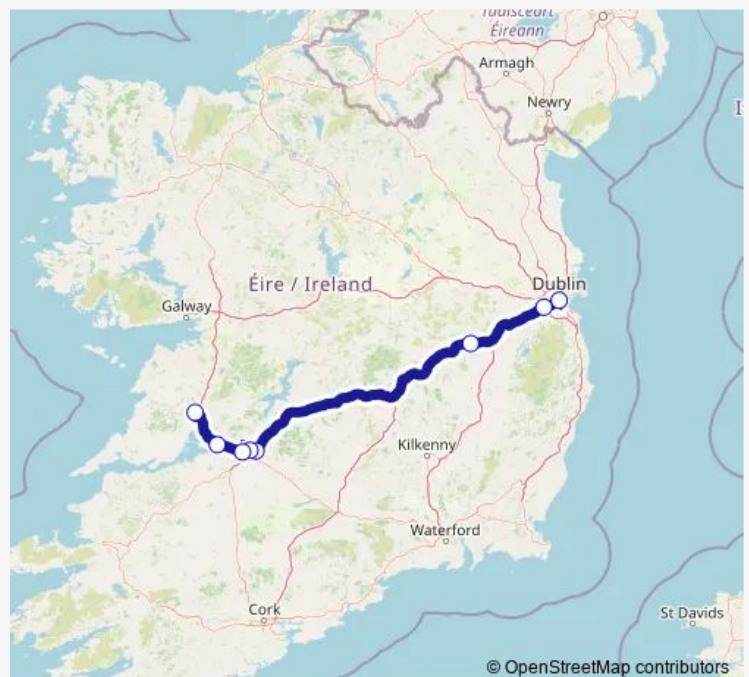 Tuaisceart
Éireann
Armagh
Newry
Dublin
Éire / Ireland
Galway
Kilkenny
Waterford
Cork
St Davids
© OpenStreetMap contributors